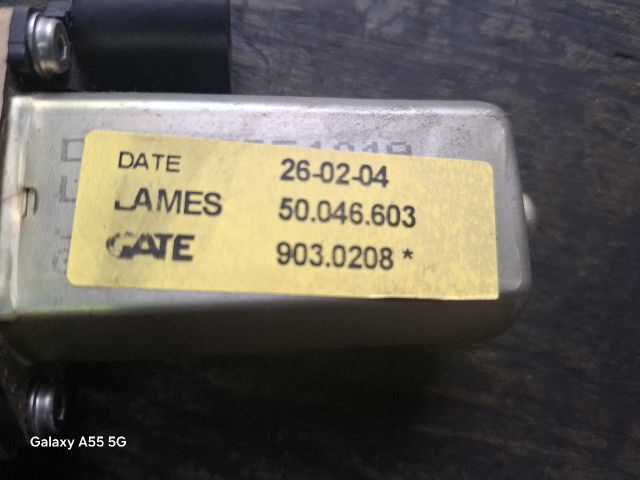 DATE 26-02-04
LAMES 50.046.603
GATE 903.0208 *
Galaxy A55 5G